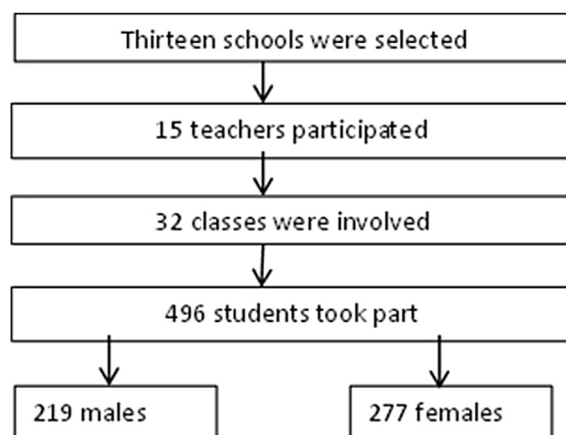 Thirteen schools were selected
15 teachers participated
32 classes were involved
496 students took part
219 males
277 females